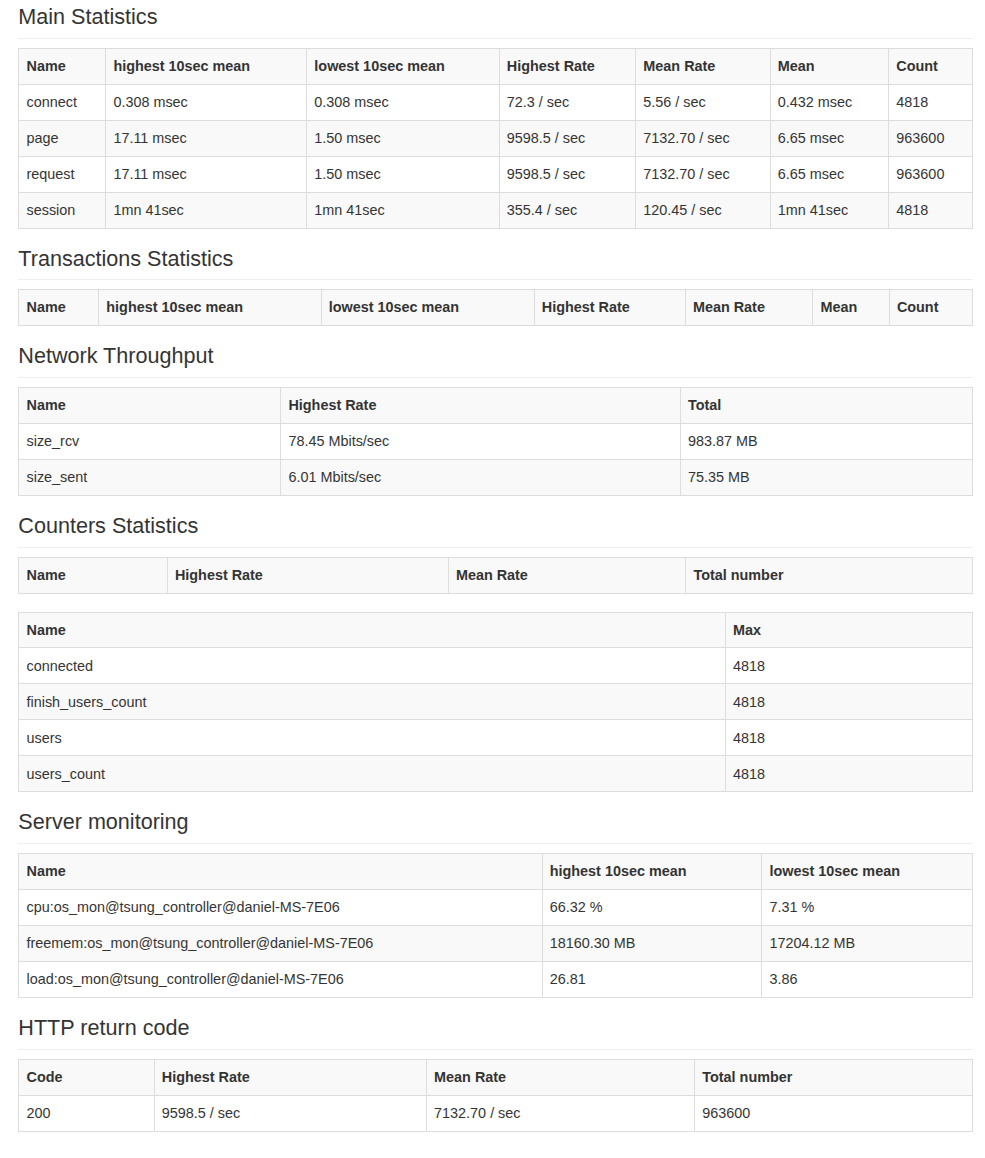 Main Statistics
Name highest 10sec mean lowest 10sec mean Highest Rate Mean Rate Mean Count
connect 0.308 msec 0.308 msec 72.3 / sec 5.56 / sec 0.432 msec 4818
page 17.11 msec 1.50 msec 9598.5 / sec 7132.70 / sec 6.65 msec 963600
request 17.11 msec 1.50 msec 9598.5 / sec 7132.70 / sec 6.65 msec 963600
session 1mn 41sec 1mn 41sec 355.4 / sec 120.45 / sec 1mn 41sec 4818
Transactions Statistics
Name highest 10sec mean lowest 10sec mean Highest Rate Mean Rate Mean Count
Network Throughput
Name Highest Rate Total
size_rcv 78.45 Mbits/sec 983.87 MB
size_sent 6.01 Mbits/sec 75.35 MB
Counters Statistics
Name Highest Rate Mean Rate Total number
Name Max
connected 4818
finish_users_count 4818
users 4818
users_count 4818
Server monitoring
Name highest 10sec mean lowest 10sec mean
cpu:os_mon@tsung_controller@daniel-MS-7E06 66.32 % 7.31 %
freemem:os_mon@tsung_controller@daniel-MS-7E06 18160.30 MB 17204.12 MB
load:os_mon@tsung_controller@daniel-MS-7E06 26.81 3.86
HTTP return code
Code Highest Rate Mean Rate Total number
200 9598.5 / sec 7132.70 / sec 963600